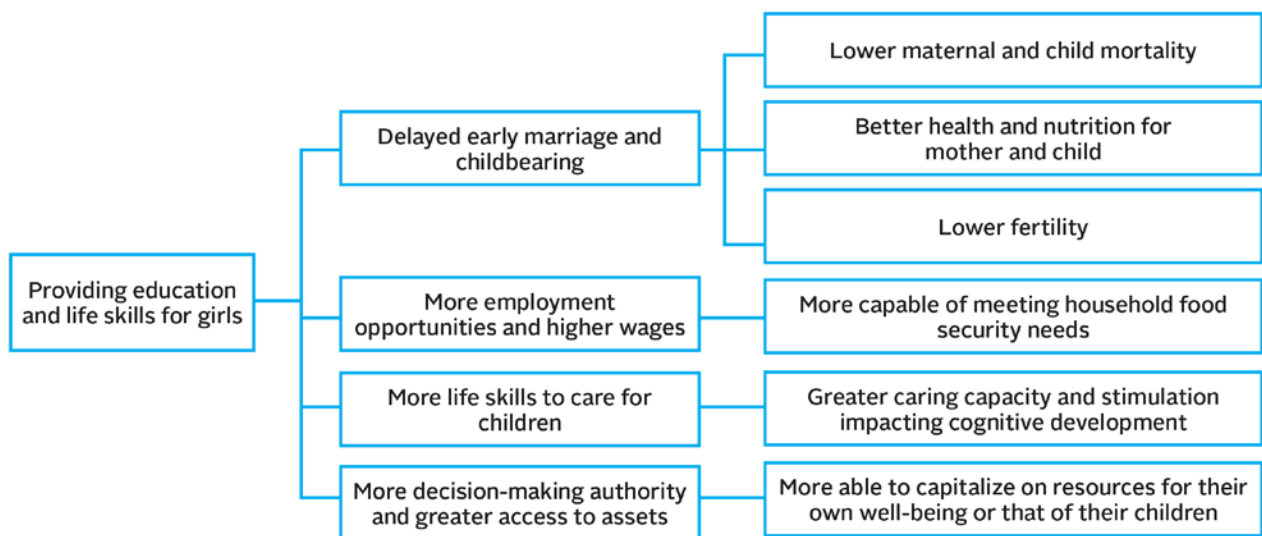 Providing education
and life skills for girls
Delayed early marriage and
childbearing
Lower maternal and child mortality
Better health and nutrition for
mother and child
Lower fertility
More employment
opportunities and higher wages
More capable of meeting household food
security needs
More life skills to care for
children
Greater caring capacity and stimulation
impacting cognitive development
More decision-making authority
and greater access to assets
More able to capitalize on resources for their
own well-being or that of their children